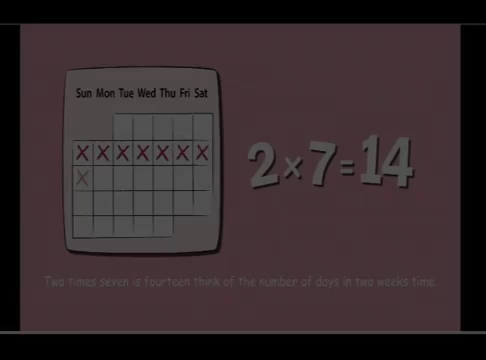 Sun Mon Tue Wed Thu Fri Sat
X X X X X X X
X
2 × 7 = 14
Two times seven is fourteen think of the number of days in two weeks time.